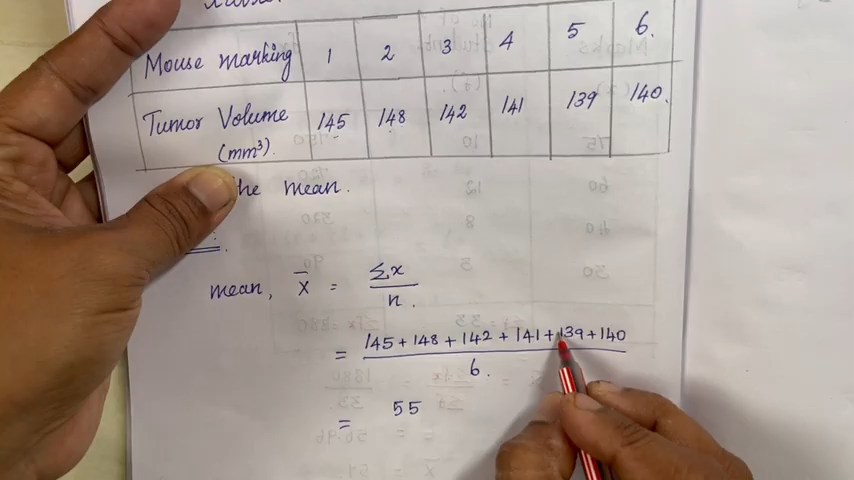 Mouse marking 1 2 3 4 5 6.
Tumor Volume (mm³). 145 148 142 141 139 140.
the mean.
mean, x̄ = Σx / n.
= 145 + 148 + 142 + 141 + 139 + 140 / 6.
= 55